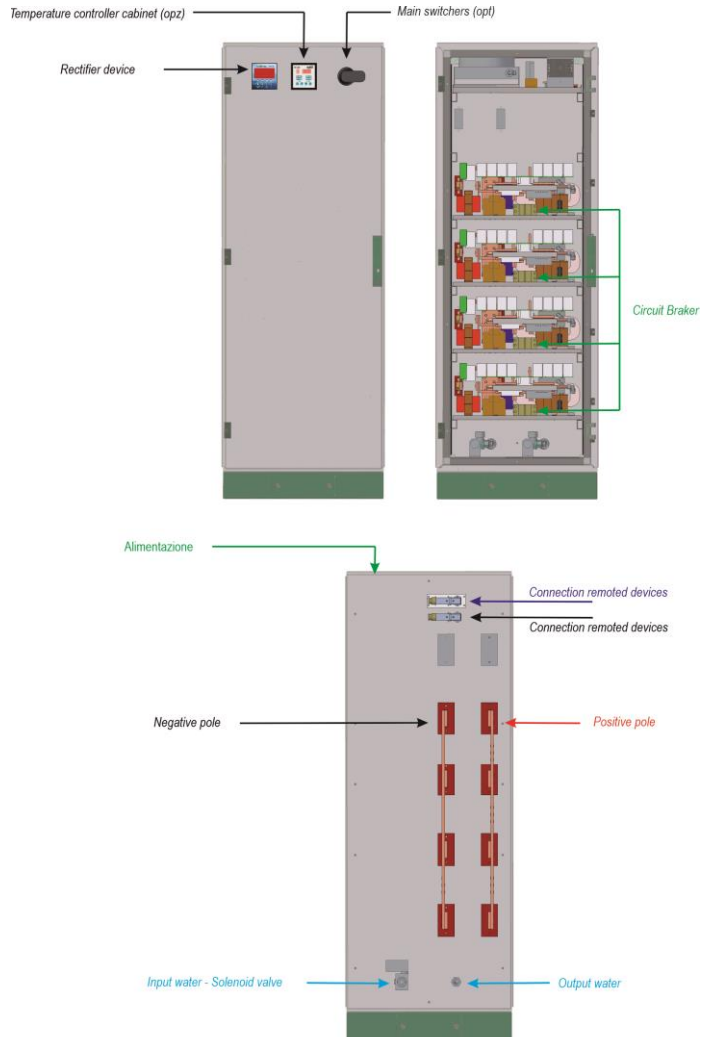 Temperature controller cabinet (opz)
Main switchers (opt)
Rectifier device
Circuit Braker
Alimentazione
Connection remoted devices
Connection remoted devices
Negative pole
Positive pole
Input water - Solenoid valve
Output water